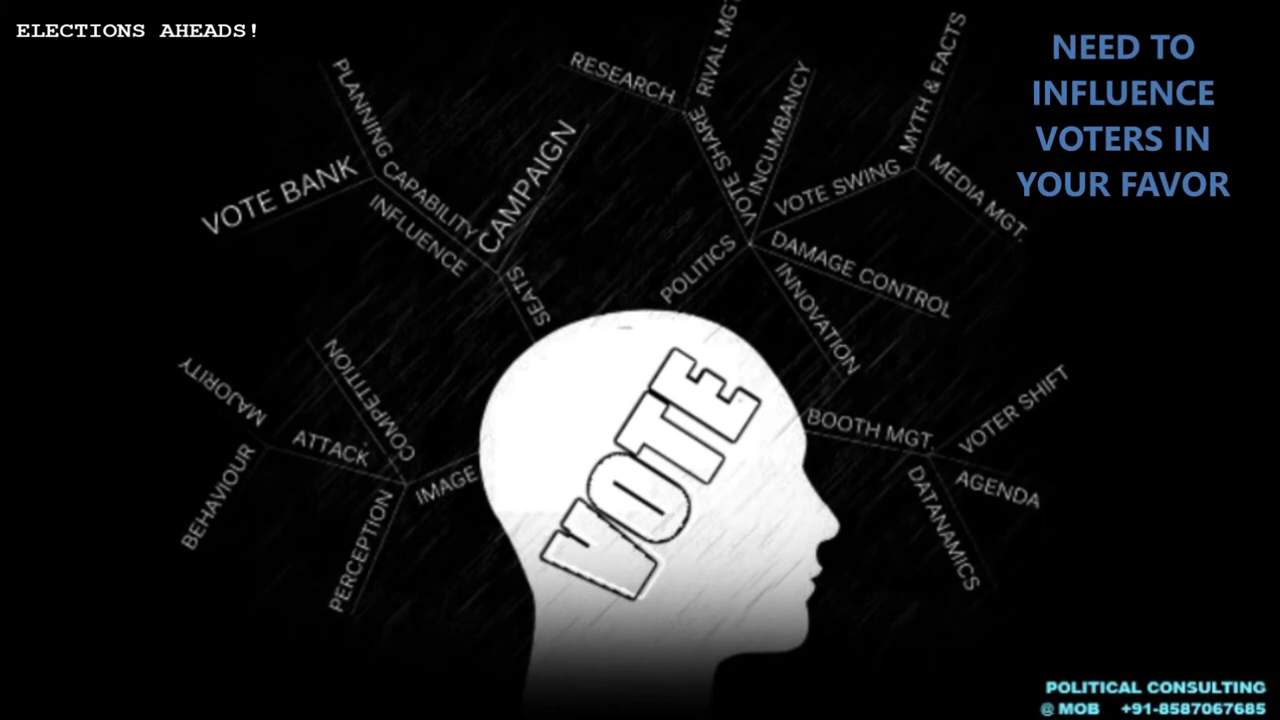 ELECTIONS AHEADS!
NEED TO
INFLUENCE
VOTERS IN
YOUR FAVOR
PLANNING
VOTE BANK
CAPABILITY
INFLUENCE
CAMPAIGN
SEATS
RESEARCH
RIVAL MGT
VOTE SHARE
INCUMBANCY
VOTE SWING
MYTH & FACTS
MEDIA MGT.
POLITICS
DAMAGE CONTROL
INNOVATION
MAJORITY
BEHAVIOUR
ATTACK
COMPETITION
PERCEPTION
IMAGE
VOTE
BOOTH MGT.
VOTER SHIFT
AGENDA
DATANAMICS
POLITICAL CONSULTING
@ MOB +91-8587067685